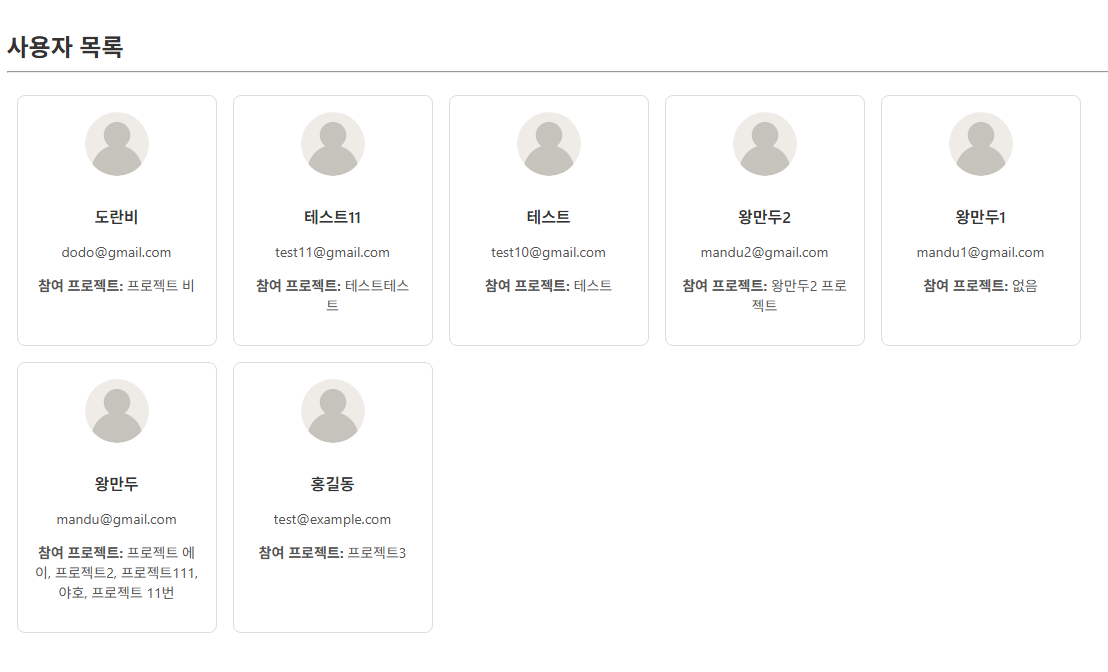 사용자 목록
도란비
dodo@gmail.com
참여 프로젝트: 프로젝트 비
테스트11
test11@gmail.com
참여 프로젝트: 테스트테스
트
테스트
test10@gmail.com
참여 프로젝트: 테스트
왕만두2
mandu2@gmail.com
참여 프로젝트: 왕만두2 프로
젝트
왕만두1
mandu1@gmail.com
참여 프로젝트: 없음
왕만두
mandu@gmail.com
참여 프로젝트: 프로젝트 에
이, 프로젝트2, 프로젝트111,
야호, 프로젝트 11번
홍길동
test@example.com
참여 프로젝트: 프로젝트3